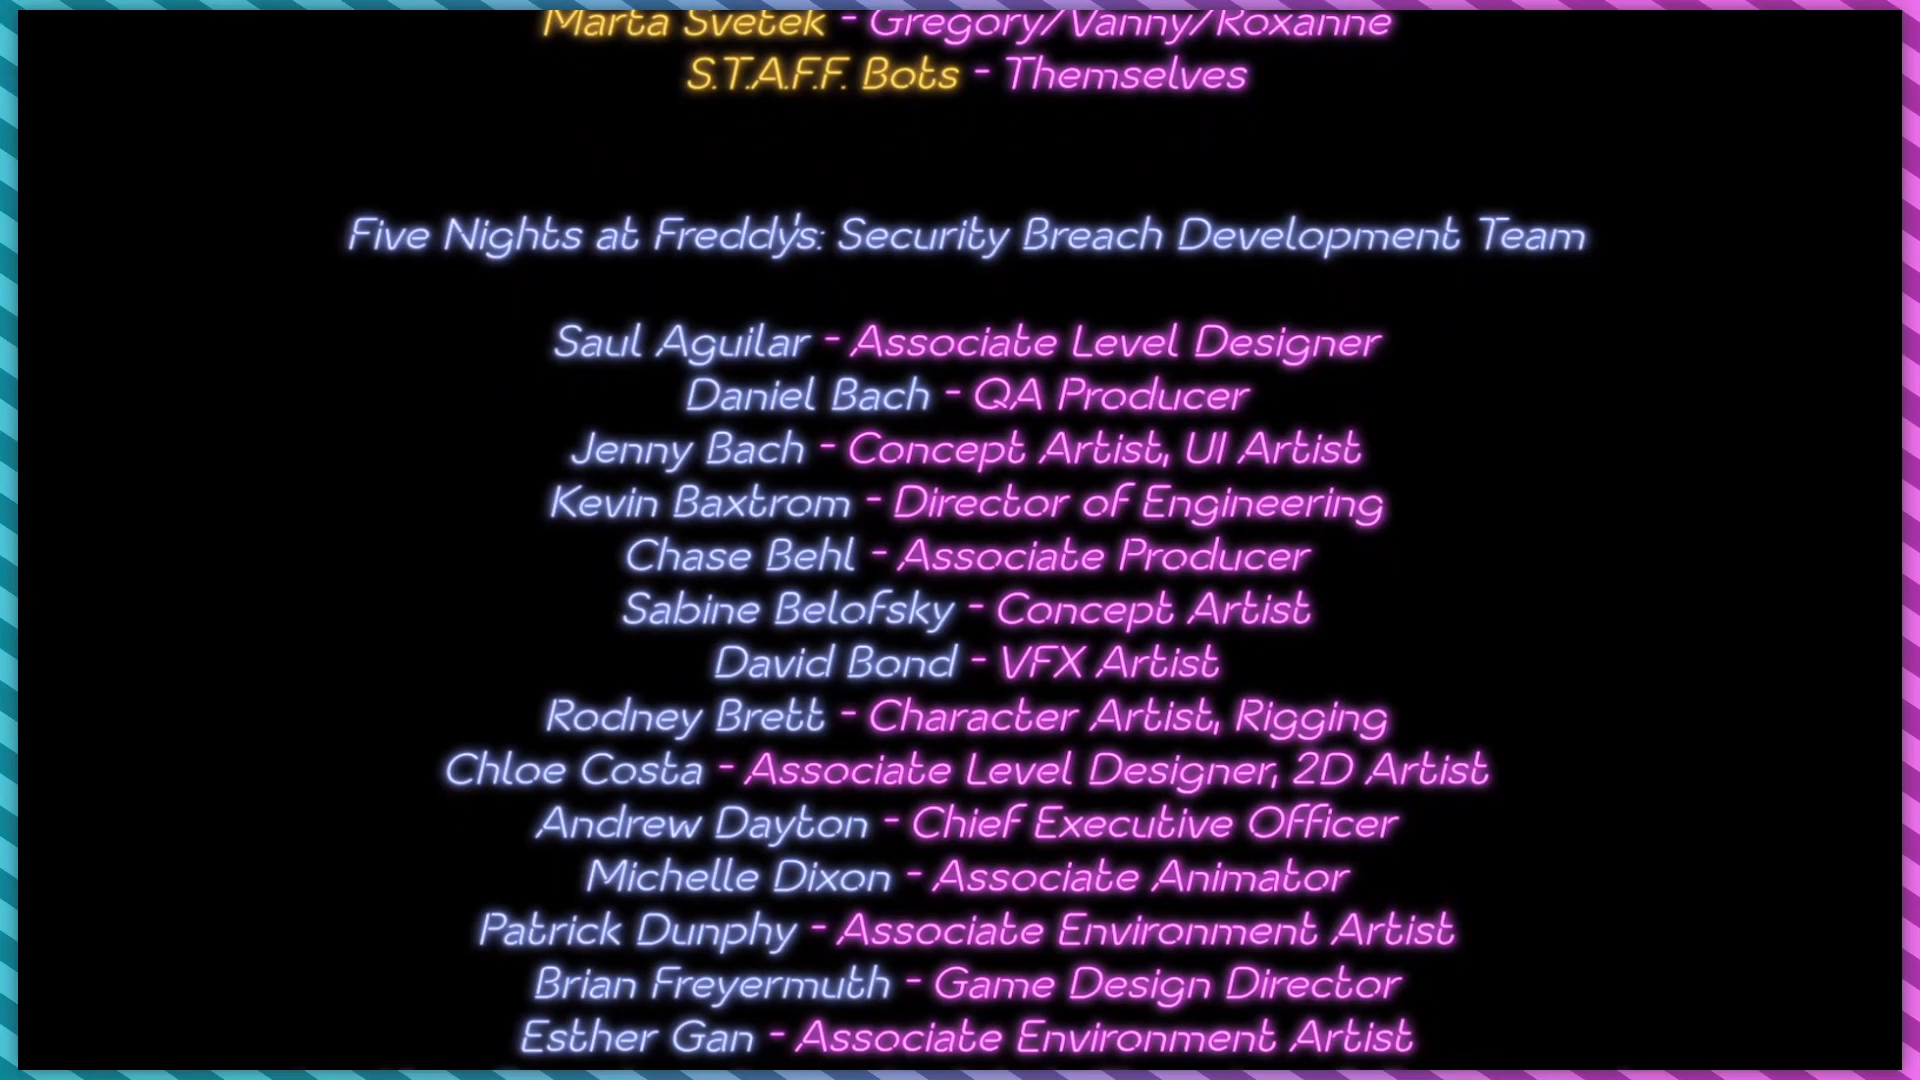 Marta Svetek - Gregory/Vanny/Roxanne
S.T.A.F.F. Bots - Themselves
Five Nights at Freddy's: Security Breach Development Team
Saul Aguilar - Associate Level Designer
Daniel Bach - QA Producer
Jenny Bach - Concept Artist, UI Artist
Kevin Baxtrom - Director of Engineering
Chase Behl - Associate Producer
Sabine Belofsky - Concept Artist
David Bond - VFX Artist
Rodney Brett - Character Artist, Rigging
Chloe Costa - Associate Level Designer, 2D Artist
Andrew Dayton - Chief Executive Officer
Michelle Dixon - Associate Animator
Patrick Dunphy - Associate Environment Artist
Brian Freyermuth - Game Design Director
Esther Gan - Associate Environment Artist